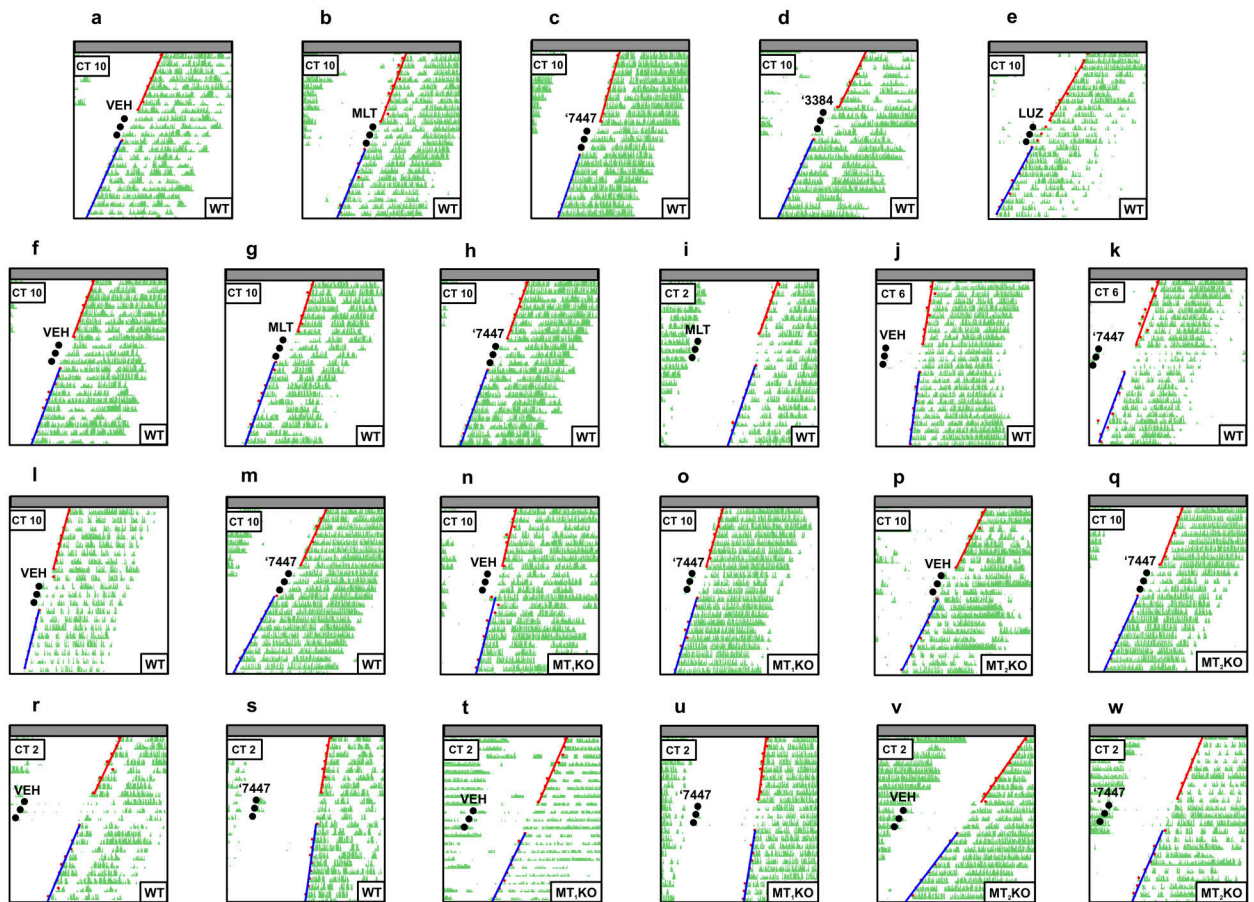 a b c d e
CT 10 CT 10 CT 10 CT 10 CT 10
VEH MLT ‘7447 ‘3384 LUZ
WT WT WT WT WT
f g h i j k
CT 10 CT 10 CT 10 CT 2 CT 6 CT 6
VEH MLT ‘7447 MLT VEH ‘7447
WT WT WT WT WT WT
l m n o p q
CT 10 CT 10 CT 10 CT 10 CT 10 CT 10
VEH ‘7447 VEH ‘7447 VEH ‘7447
WT WT MT₁KO MT₁KO MT₂KO MT₂KO
r s t u v w
CT 2 CT 2 CT 2 CT 2 CT 2 CT 2
VEH ‘7447 VEH ‘7447 VEH ‘7447
WT WT MT₁KO MT₁KO MT₂KO MT₂KO